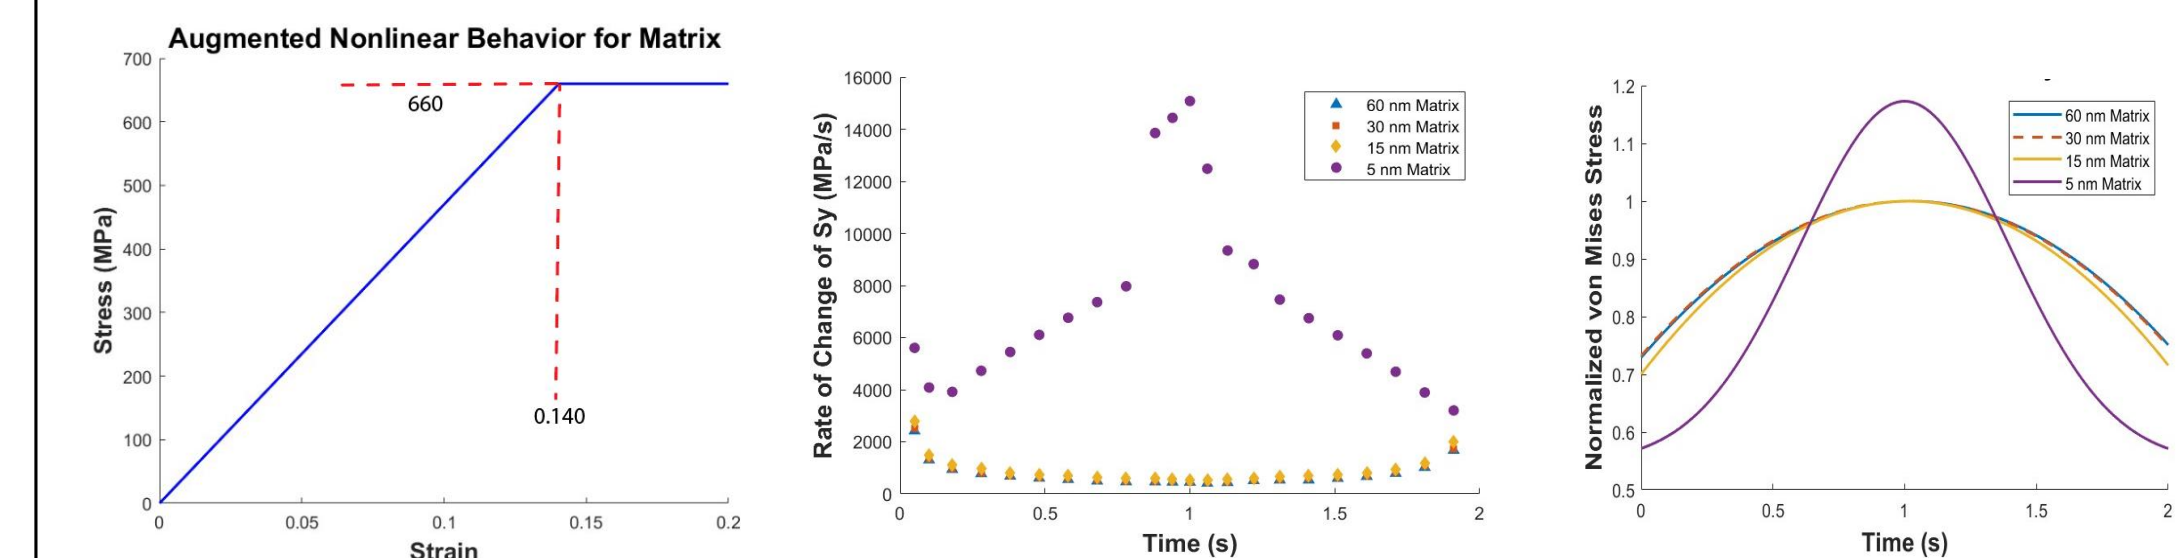 Augmented Nonlinear Behavior for Matrix
700
600
500
400
300
200
100
0
Stress (MPa)
660
0.140
0
0.05
0.1
0.15
0.2
Strain
16000
14000
12000
10000
8000
6000
4000
2000
0
Rate of Change of Sy (MPa/s)
60 nm Matrix
30 nm Matrix
15 nm Matrix
5 nm Matrix
0
0.5
1
1.5
2
Time (s)
1.2
1.1
1
0.9
0.8
0.7
0.6
0.5
Normalized von Mises Stress
60 nm Matrix
30 nm Matrix
15 nm Matrix
5 nm Matrix
0
0.5
1
1.5
2
Time (s)